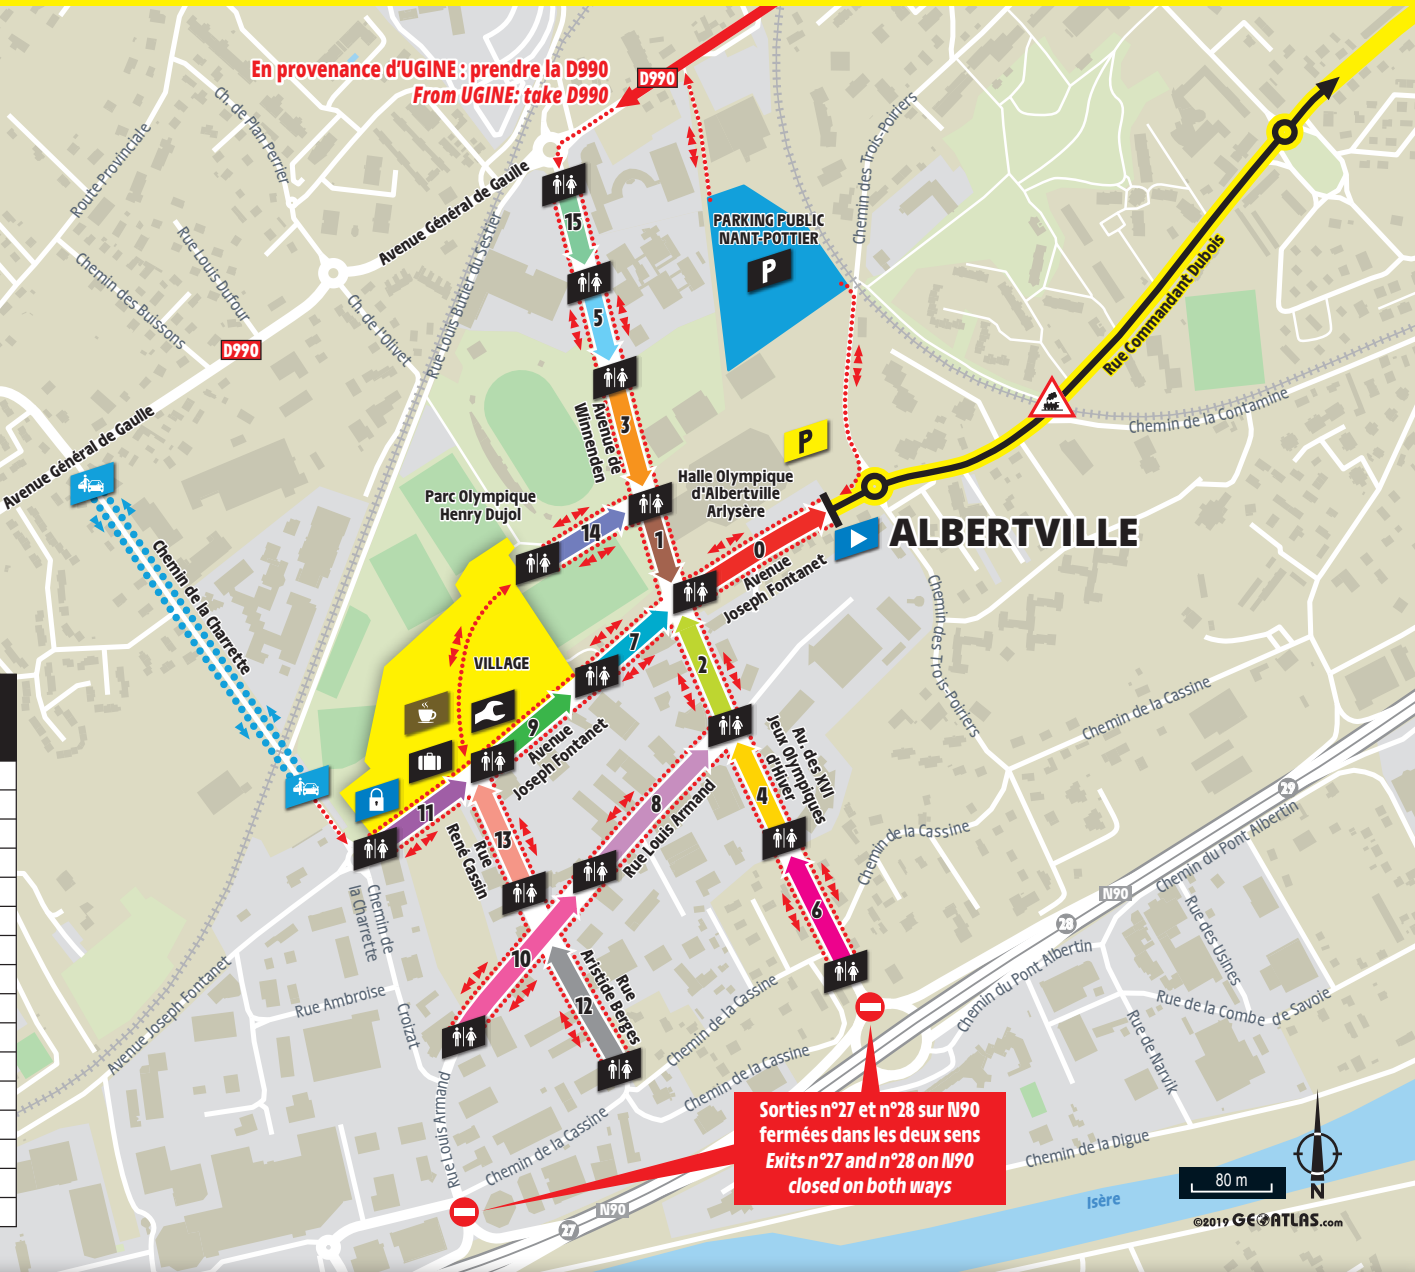 En provenance d'UGINE : prendre la D990
From UGINE: take D990
D990
Ch. de Plan Perrier
Route Provinciale
Avenue Général de Gaulle
Chemin des Trois-Poiriers
Rue Louis Dufour
Chemin des Buissons
Ch. de l'Olivet
Rue Louis Butier du Sestier
D990
15
5
3
PARKING PUBLIC
NANT-POTTIER
P
Rue Commandant Dubois
Chemin de la Contamine
Avenue Général de Gaulle
Avenue de
Winnenden
P
Parc Olympique
Henry Dujol
Halle Olympique
d'Albertville
Arlysère
14
1
0
Avenue
Joseph Fontanet
ALBERTVILLE
Chemin de la Charrette
Chemin des Trois-Poiriers
VILLAGE
7
2
9
Avenue
Joseph Fontanet
11
13
Rue
René Cassin
8
Rue Louis Armand
4
Av. des XVI
Jeux Olympiques
d'Hiver
6
Chemin de la Cassine
Chemin de la Cassine
29
Chemin du Pont Albertin
N90
28
Chemin de
la Charrette
Avenue Joseph Fontanet
Rue Ambroise
Croizat
10
12
Rue
Aristide Berges
Chemin de la Cassine
Chemin de la Cassine
Chemin du Pont Albertin
Rue des Usines
Rue de la Combe de Savoie
Rue de Narvik
Rue Louis Armand
Chemin de la Cassine
Sorties n°27 et n°28 sur N90
fermées dans les deux sens
Exits n°27 and n°28 on N90
closed on both ways
Chemin de la Digue
Isère
N90
27
80 m
N
©2019 GEOATLAS.com